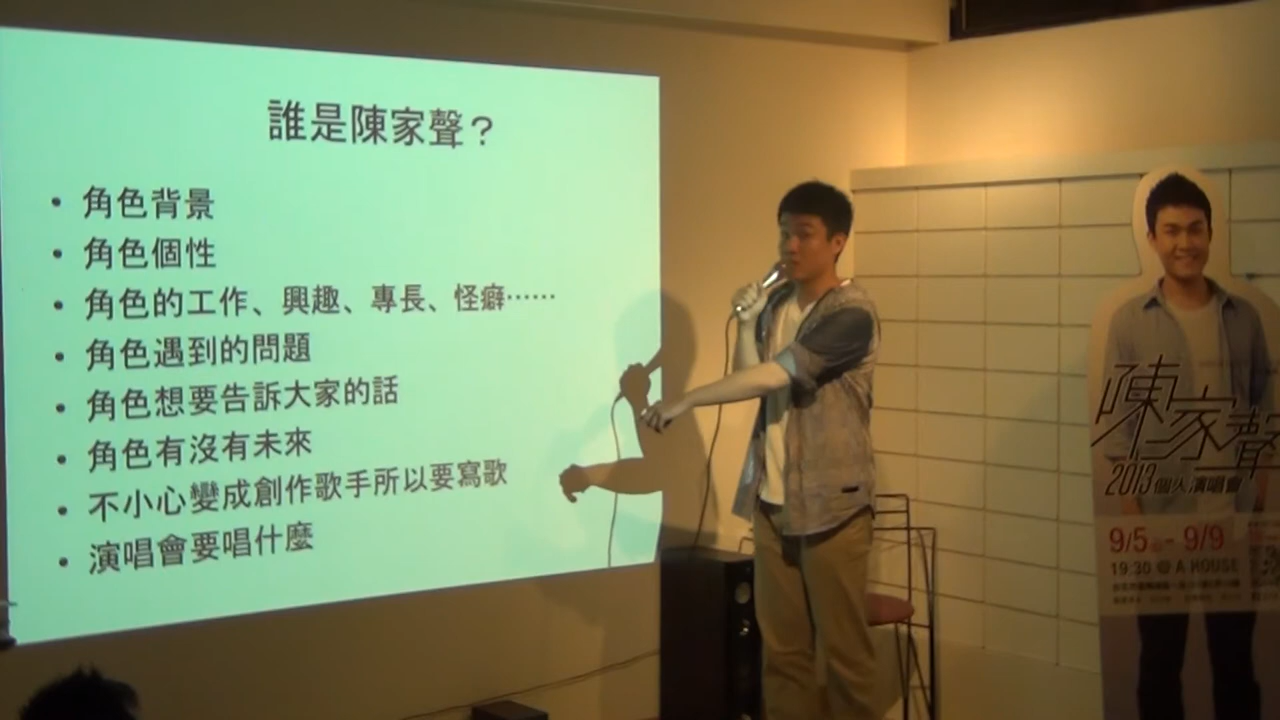 誰是陳家聲？
• 角色背景
• 角色個性
• 角色的工作、興趣、專長、怪癖……
• 角色遇到的問題
• 角色想要告訴大家的話
• 角色有沒有未來
• 不小心變成創作歌手所以要寫歌
• 演唱會要唱什麼
陳家聲
2013個人演唱會
9/5 - 9/9
19:30 @ A HOUSE